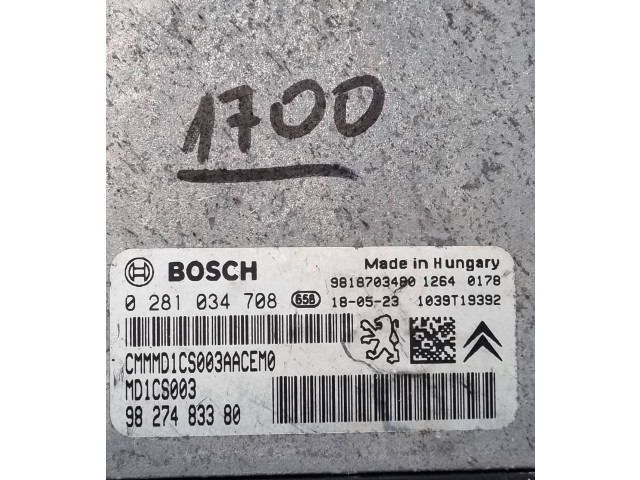 1700
BOSCH Made in Hungary
9818703480 1264 0178
0 281 034 708 658 18-05-23 1039T19392
CMMMD1CS003AACEM0
MD1CS003
98 274 833 80